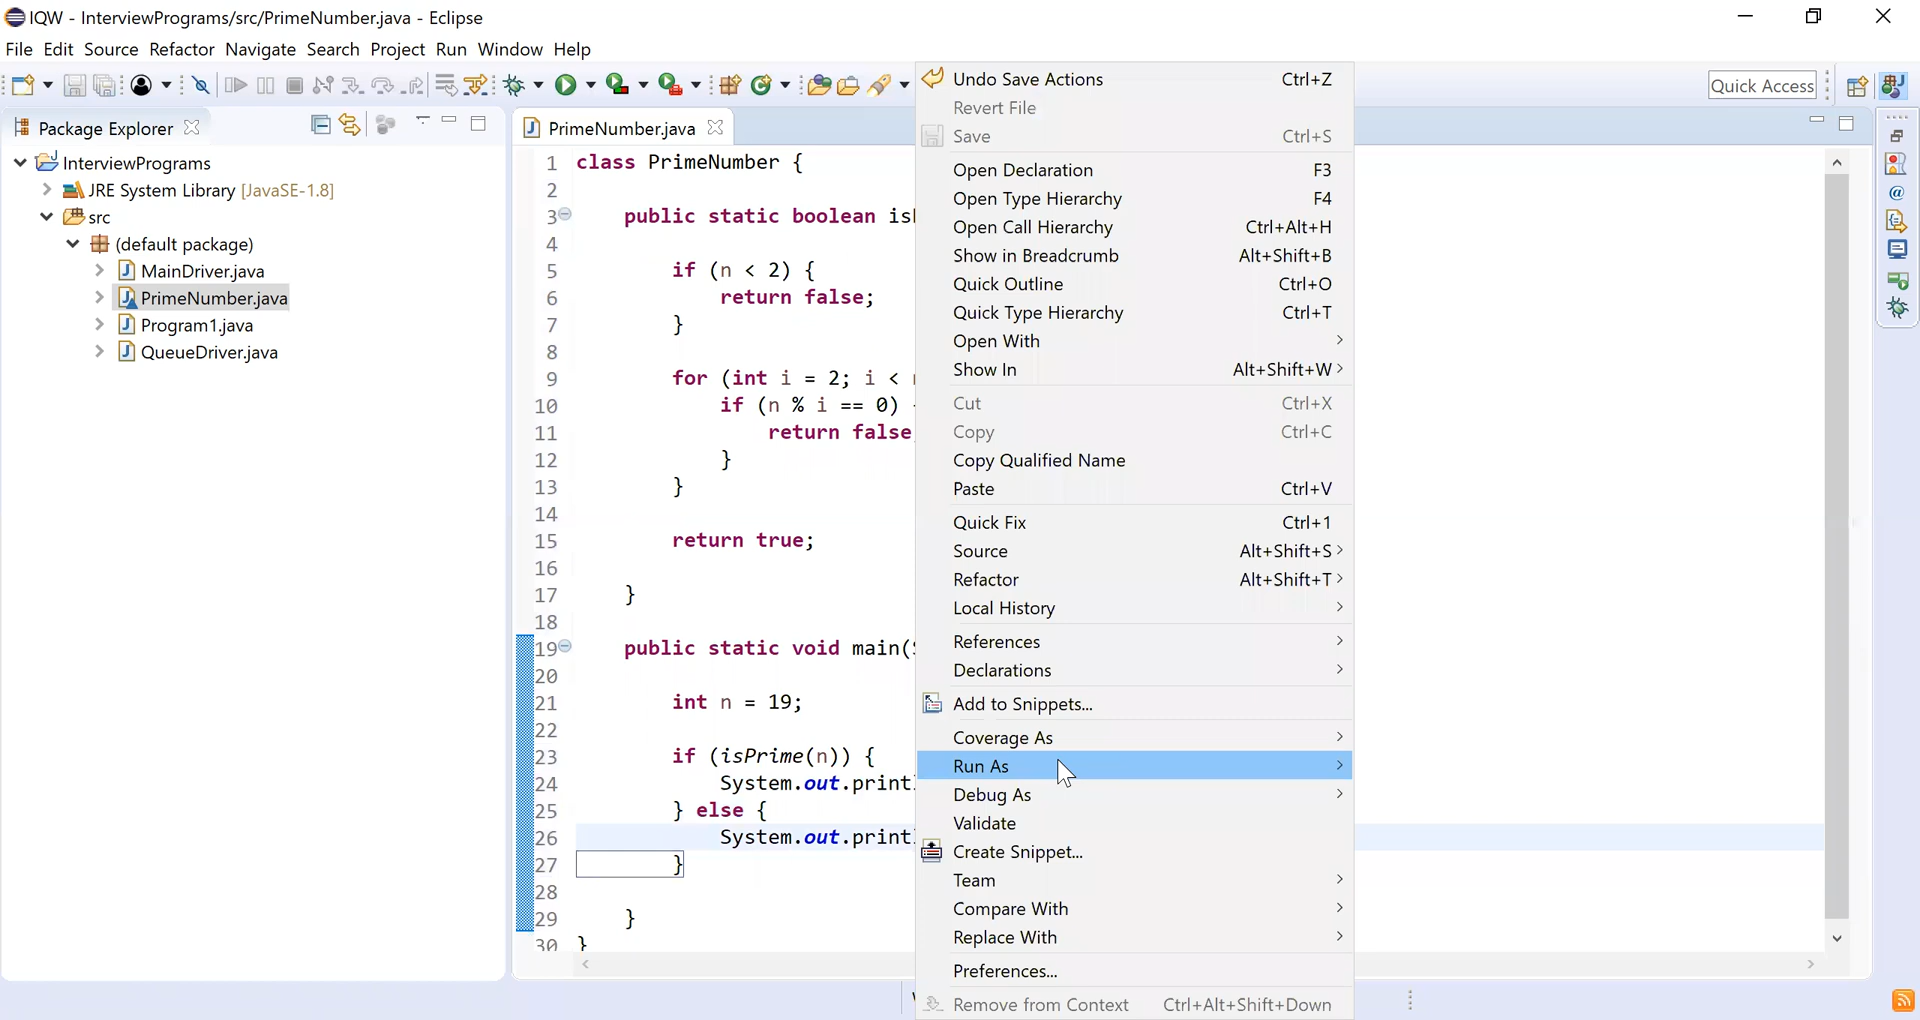 IQW - InterviewPrograms/src/PrimeNumber.java - Eclipse
File Edit Source Refactor Navigate Search Project Run Window Help
Quick Access
Package Explorer
InterviewPrograms
JRE System Library [JavaSE-1.8]
src
(default package)
MainDriver.java
PrimeNumber.java
Program1.java
QueueDriver.java
PrimeNumber.java
1 class PrimeNumber {
2
3 public static boolean is
4
5 if (n < 2) {
6 return false;
7 }
8
9 for (int i = 2; i <
10 if (n % i == 0)
11 return false
12 }
13 }
14
15 return true;
16
17 }
18
19 public static void main(
20
21 int n = 19;
22
23 if (isPrime(n)) {
24 System.out.print
25 } else {
26 System.out.print
27 }
28
29 }
30 }
Undo Save Actions Ctrl+Z
Revert File
Save Ctrl+S
Open Declaration F3
Open Type Hierarchy F4
Open Call Hierarchy Ctrl+Alt+H
Show in Breadcrumb Alt+Shift+B
Quick Outline Ctrl+O
Quick Type Hierarchy Ctrl+T
Open With
Show In Alt+Shift+W
Cut Ctrl+X
Copy Ctrl+C
Copy Qualified Name
Paste Ctrl+V
Quick Fix Ctrl+1
Source Alt+Shift+S
Refactor Alt+Shift+T
Local History
References
Declarations
Add to Snippets...
Coverage As
Run As
Debug As
Validate
Create Snippet...
Team
Compare With
Replace With
Preferences...
Remove from Context Ctrl+Alt+Shift+Down